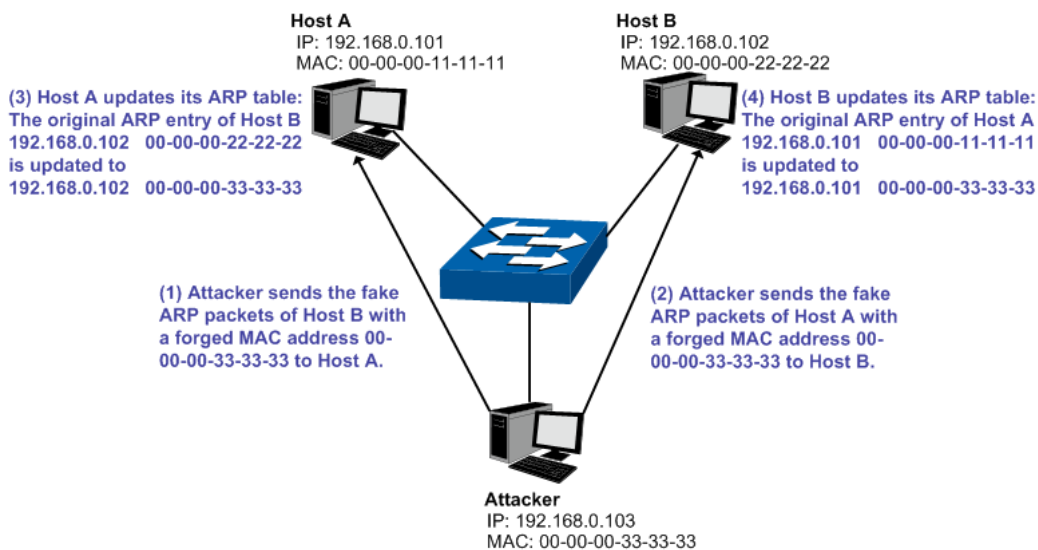 Host A
IP: 192.168.0.101
MAC: 00-00-00-11-11-11
Host B
IP: 192.168.0.102
MAC: 00-00-00-22-22-22
(3) Host A updates its ARP table:
The original ARP entry of Host B
192.168.0.102 00-00-00-22-22-22
is updated to
192.168.0.102 00-00-00-33-33-33
(4) Host B updates its ARP table:
The original ARP entry of Host A
192.168.0.101 00-00-00-11-11-11
is updated to
192.168.0.101 00-00-00-33-33-33
(1) Attacker sends the fake
ARP packets of Host B with
a forged MAC address 00-
00-00-33-33-33 to Host A.
(2) Attacker sends the fake
ARP packets of Host A with
a forged MAC address 00-
00-00-33-33-33 to Host B.
Attacker
IP: 192.168.0.103
MAC: 00-00-00-33-33-33